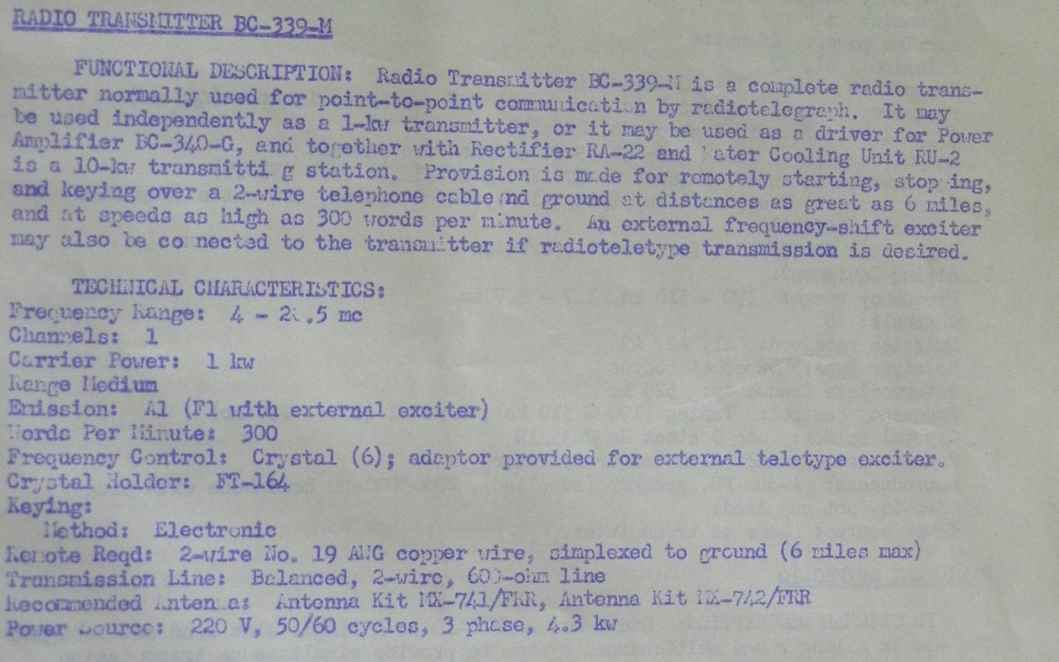 RADIO TRANSMITTER BC-339-M
FUNCTIONAL DESCRIPTION: Radio Transmitter BC-339-M is a complete radio trans-
mitter normally used for point-to-point communication by radiotelegraph. It may
be used independently as a 1-kw transmitter, or it may be used as a driver for Power
Amplifier BC-340-G, and together with Rectifier RA-22 and Water Cooling Unit RU-2
is a 10-kw transmitti g station. Provision is made for remotely starting, stop ing,
and keying over a 2-wire telephone cable and ground at distances as great as 6 miles,
and at speeds as high as 300 words per minute. An external frequency-shift exciter
may also be co nected to the transmitter if radioteletype transmission is desired.
TECHNICAL CHARACTERISTICS:
Frequency Range: 4 - mc
Channels: 1
Carrier Power: 1 kw
Range Medium
Emission: A1 (F1 with external exciter)
Words Per Minute: 300
Frequency Control: Crystal (6); adaptor provided for external teletype exciter.
Crystal Holder: FT-164
Keying:
Method: Electronic
Remote Reqd: 2-wire No. 19 AWG copper wire, simplexed to ground (6 miles max)
Transmission Line: Balanced, 2-wire, 600-ohm line
Recommended Antennas: Antenna Kit MX-741/FRR, Antenna Kit MX-742/FRR
Power Source: 220 V, 50/60 cycles, 3 phase, 4.3 kw